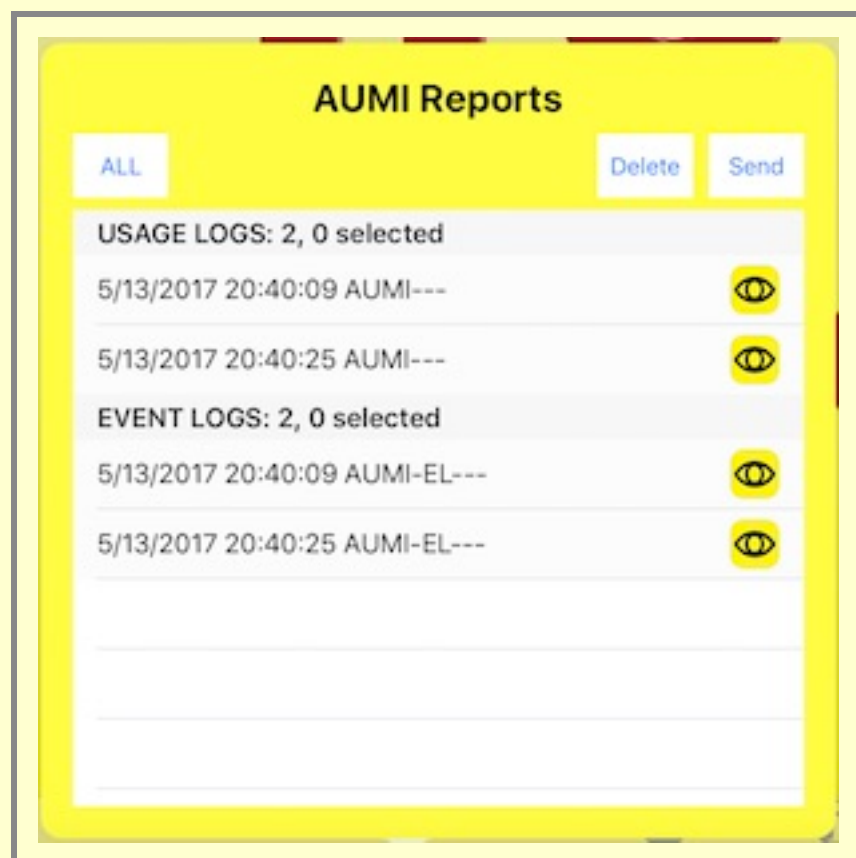 AUMI Reports
ALL Delete Send
USAGE LOGS: 2, 0 selected
5/13/2017 20:40:09 AUMI---
5/13/2017 20:40:25 AUMI---
EVENT LOGS: 2, 0 selected
5/13/2017 20:40:09 AUMI-EL---
5/13/2017 20:40:25 AUMI-EL---